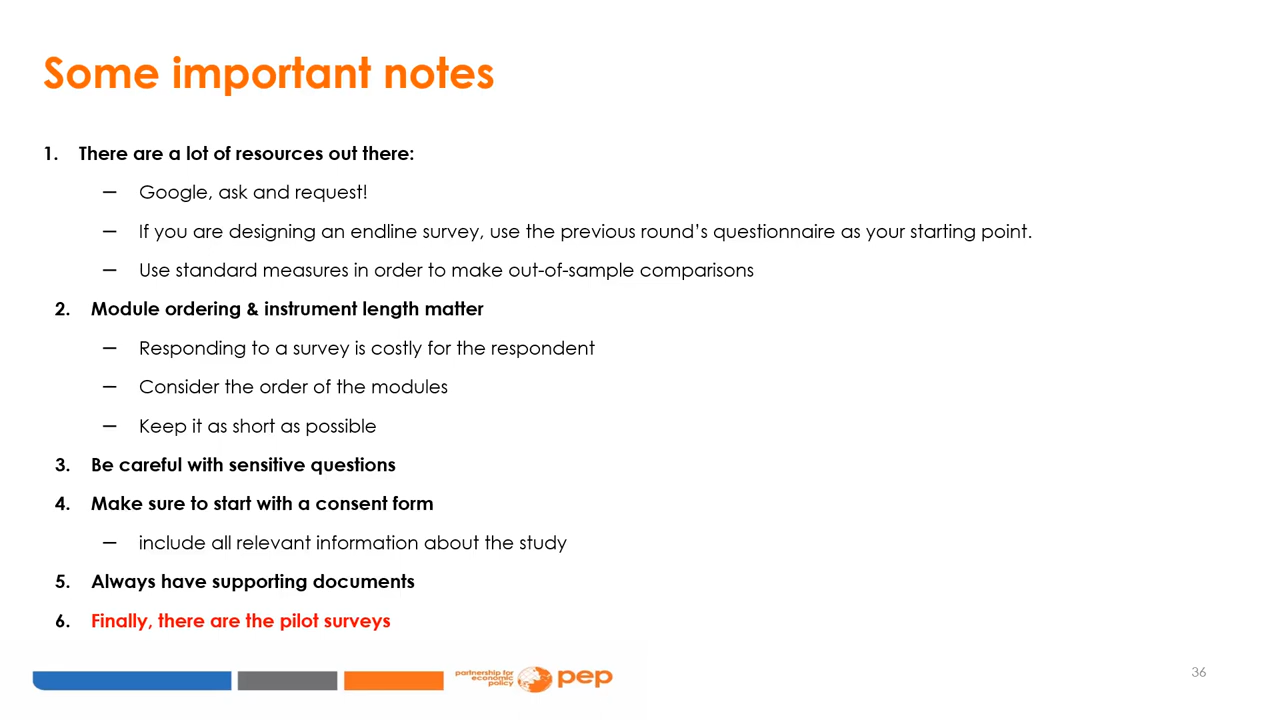 Some important notes
1. There are a lot of resources out there:
– Google, ask and request!
– If you are designing an endline survey, use the previous round’s questionnaire as your starting point.
– Use standard measures in order to make out-of-sample comparisons
2. Module ordering & instrument length matter
– Responding to a survey is costly for the respondent
– Consider the order of the modules
– Keep it as short as possible
3. Be careful with sensitive questions
4. Make sure to start with a consent form
– include all relevant information about the study
5. Always have supporting documents
6. Finally, there are the pilot surveys
partnership for
economic
policy
pep
36